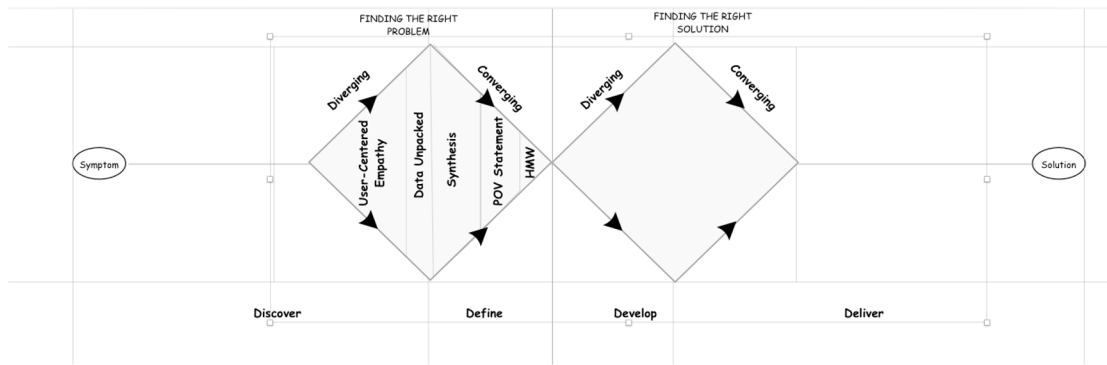 FINDING THE RIGHT
PROBLEM
FINDING THE RIGHT
SOLUTION
Diverging
Converging
Diverging
Converging
Symptom
User-Centered
Empathy
Data Unpacked
Synthesis
POV Statement
HMW
Solution
Discover
Define
Develop
Deliver